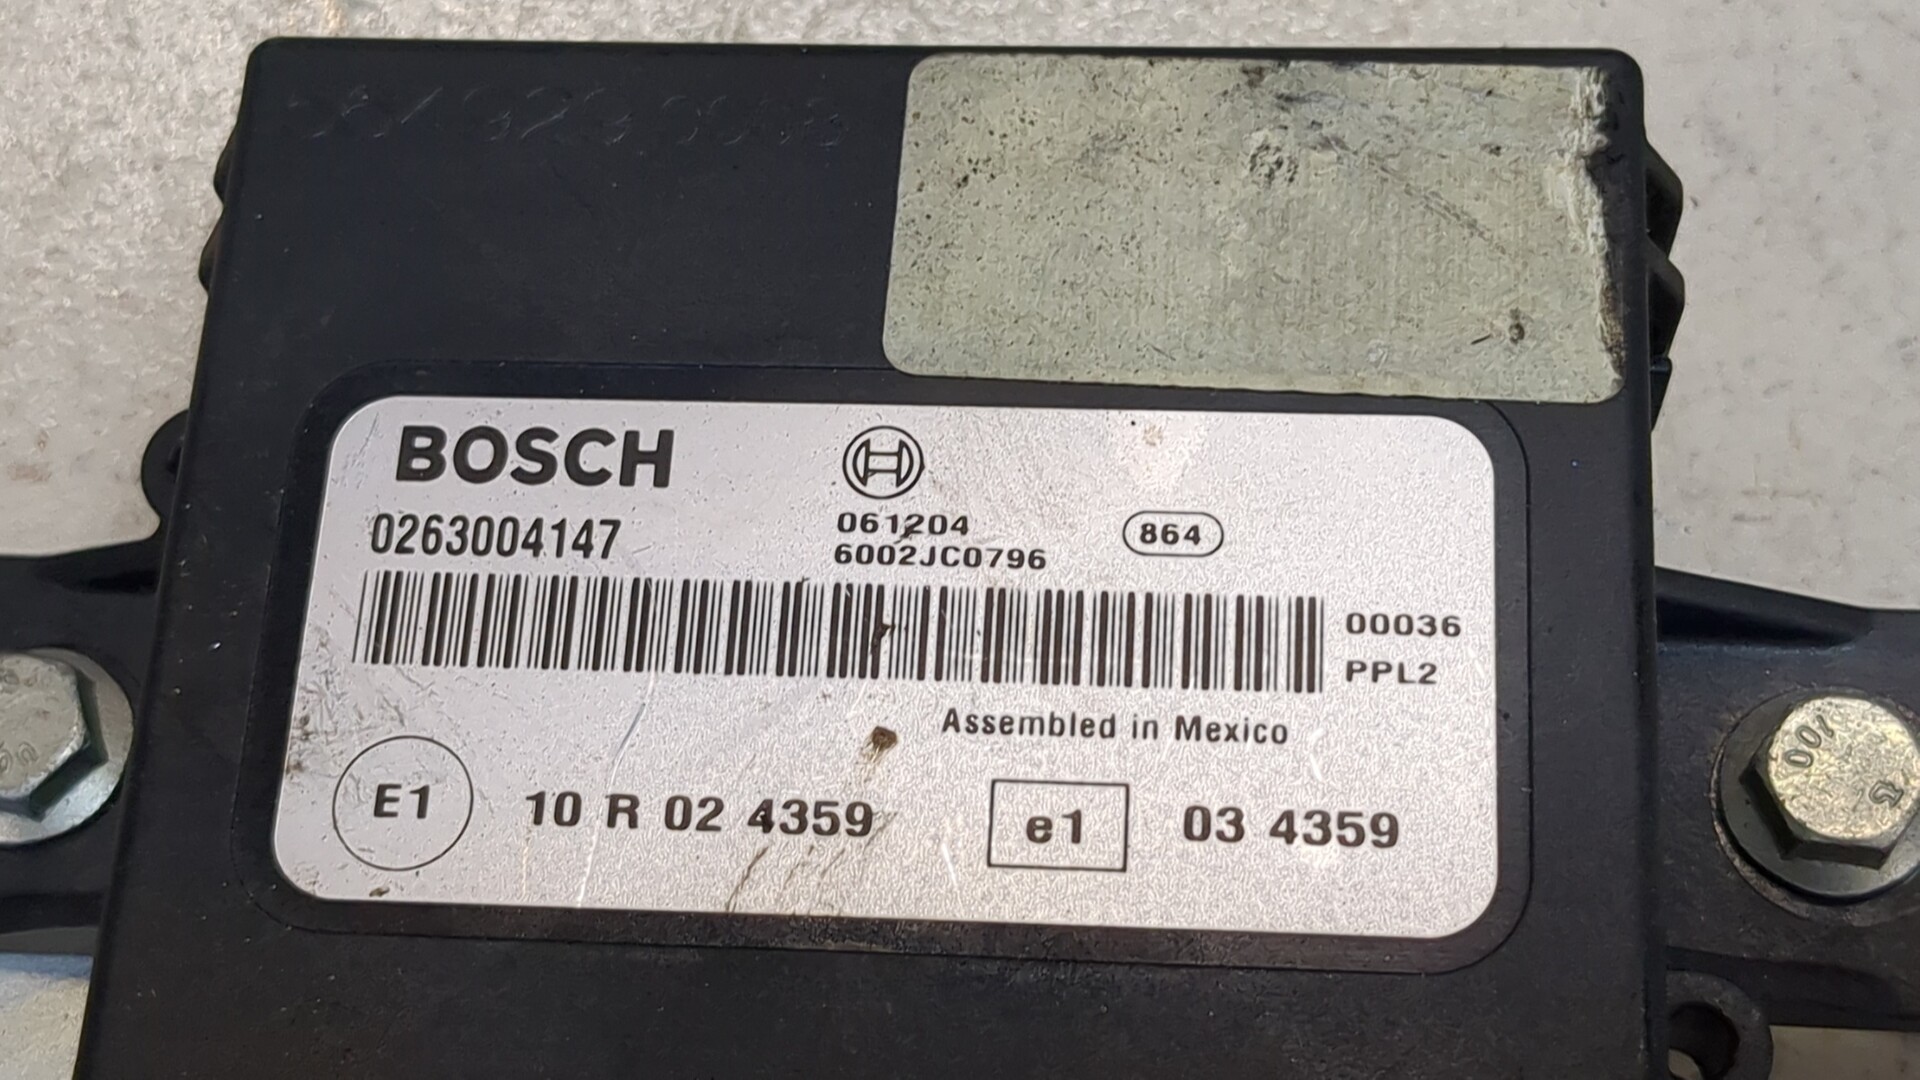 BOSCH
0263004147
061204
6002JC0796
864
00036
PPL2
Assembled in Mexico
E1 10 R 02 4359 e1 03 4359